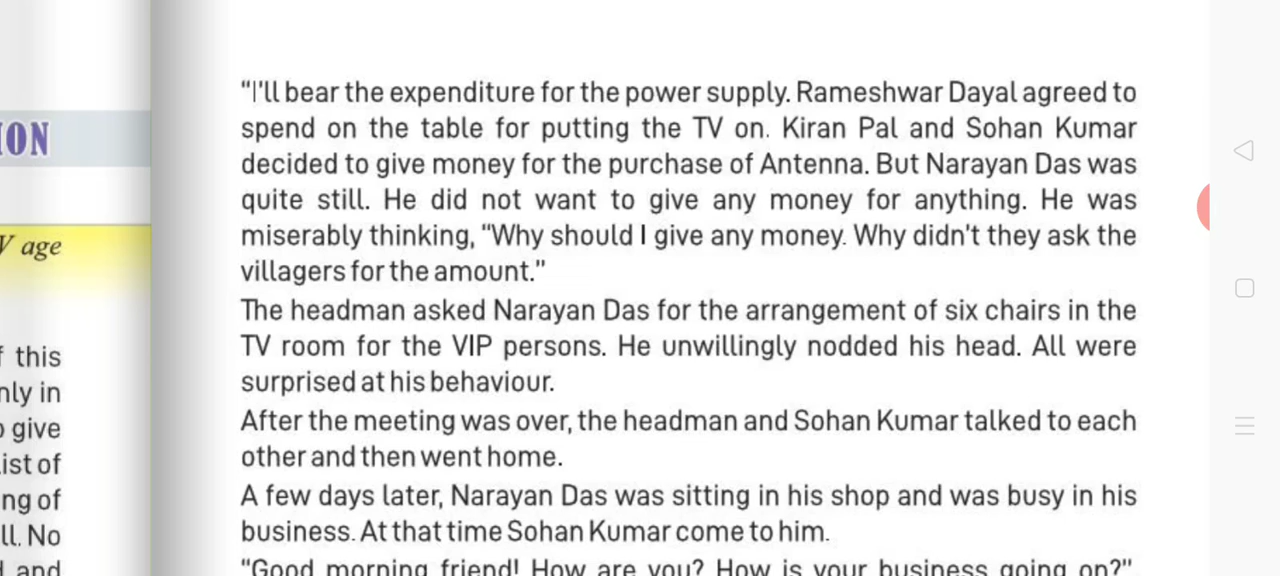 ION
V age
f this
nly in
o give
list of
ng of
ll. No
d and
"I'll bear the expenditure for the power supply. Rameshwar Dayal agreed to
spend on the table for putting the TV on. Kiran Pal and Sohan Kumar
decided to give money for the purchase of Antenna. But Narayan Das was
quite still. He did not want to give any money for anything. He was
miserably thinking, "Why should I give any money. Why didn't they ask the
villagers for the amount."
The headman asked Narayan Das for the arrangement of six chairs in the
TV room for the VIP persons. He unwillingly nodded his head. All were
surprised at his behaviour.
After the meeting was over, the headman and Sohan Kumar talked to each
other and then went home.
A few days later, Narayan Das was sitting in his shop and was busy in his
business. At that time Sohan Kumar come to him.
"Good morning friend! How are you? How is your business going on?"